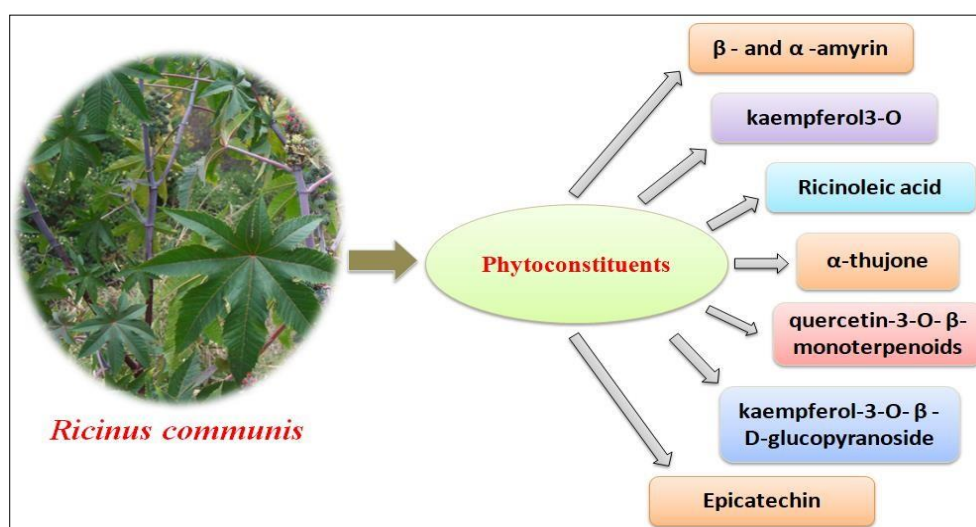 β - and α -amyrin
kaempferol3-O
Ricinoleic acid
α-thujone
quercetin-3-O- β-
monoterpenoids
kaempferol-3-O- β -
D-glucopyranoside
Epicatechin
Phytoconstituents
Ricinus communis